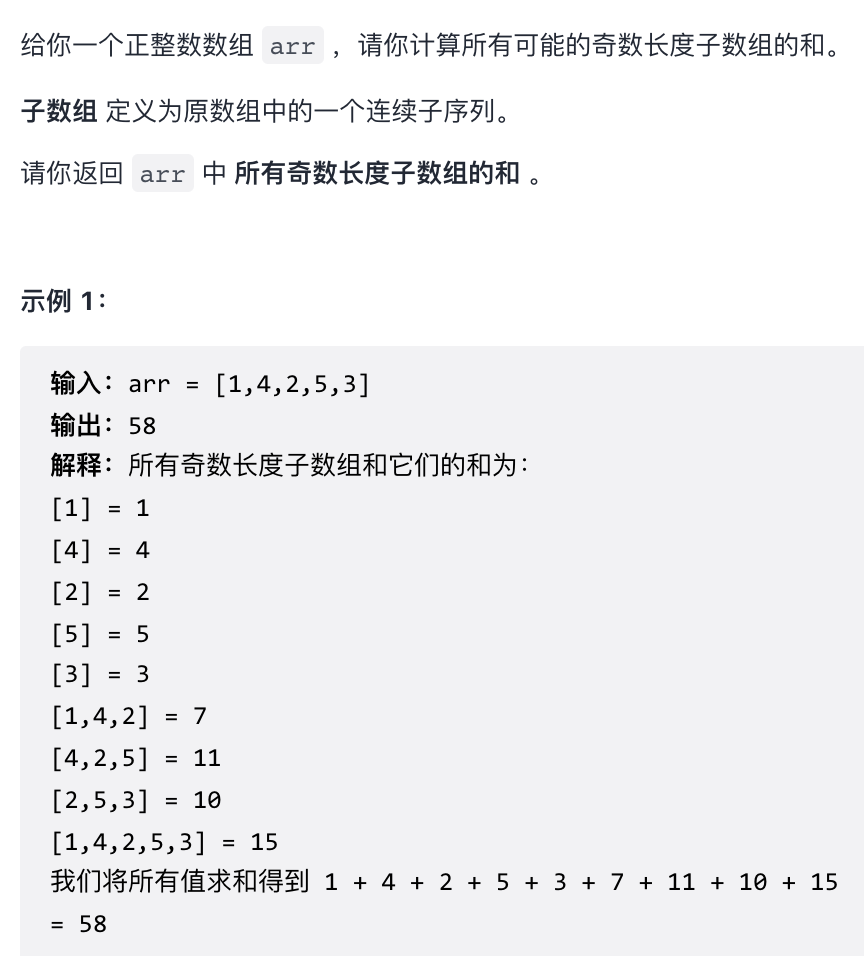 给你一个正整数数组 arr ，请你计算所有可能的奇数长度子数组的和。
子数组 定义为原数组中的一个连续子序列。
请你返回 arr 中 所有奇数长度子数组的和 。
示例 1：
输入：arr = [1,4,2,5,3]
输出：58
解释：所有奇数长度子数组和它们的和为：
[1] = 1
[4] = 4
[2] = 2
[5] = 5
[3] = 3
[1,4,2] = 7
[4,2,5] = 11
[2,5,3] = 10
[1,4,2,5,3] = 15
我们将所有值求和得到 1 + 4 + 2 + 5 + 3 + 7 + 11 + 10 + 15
= 58